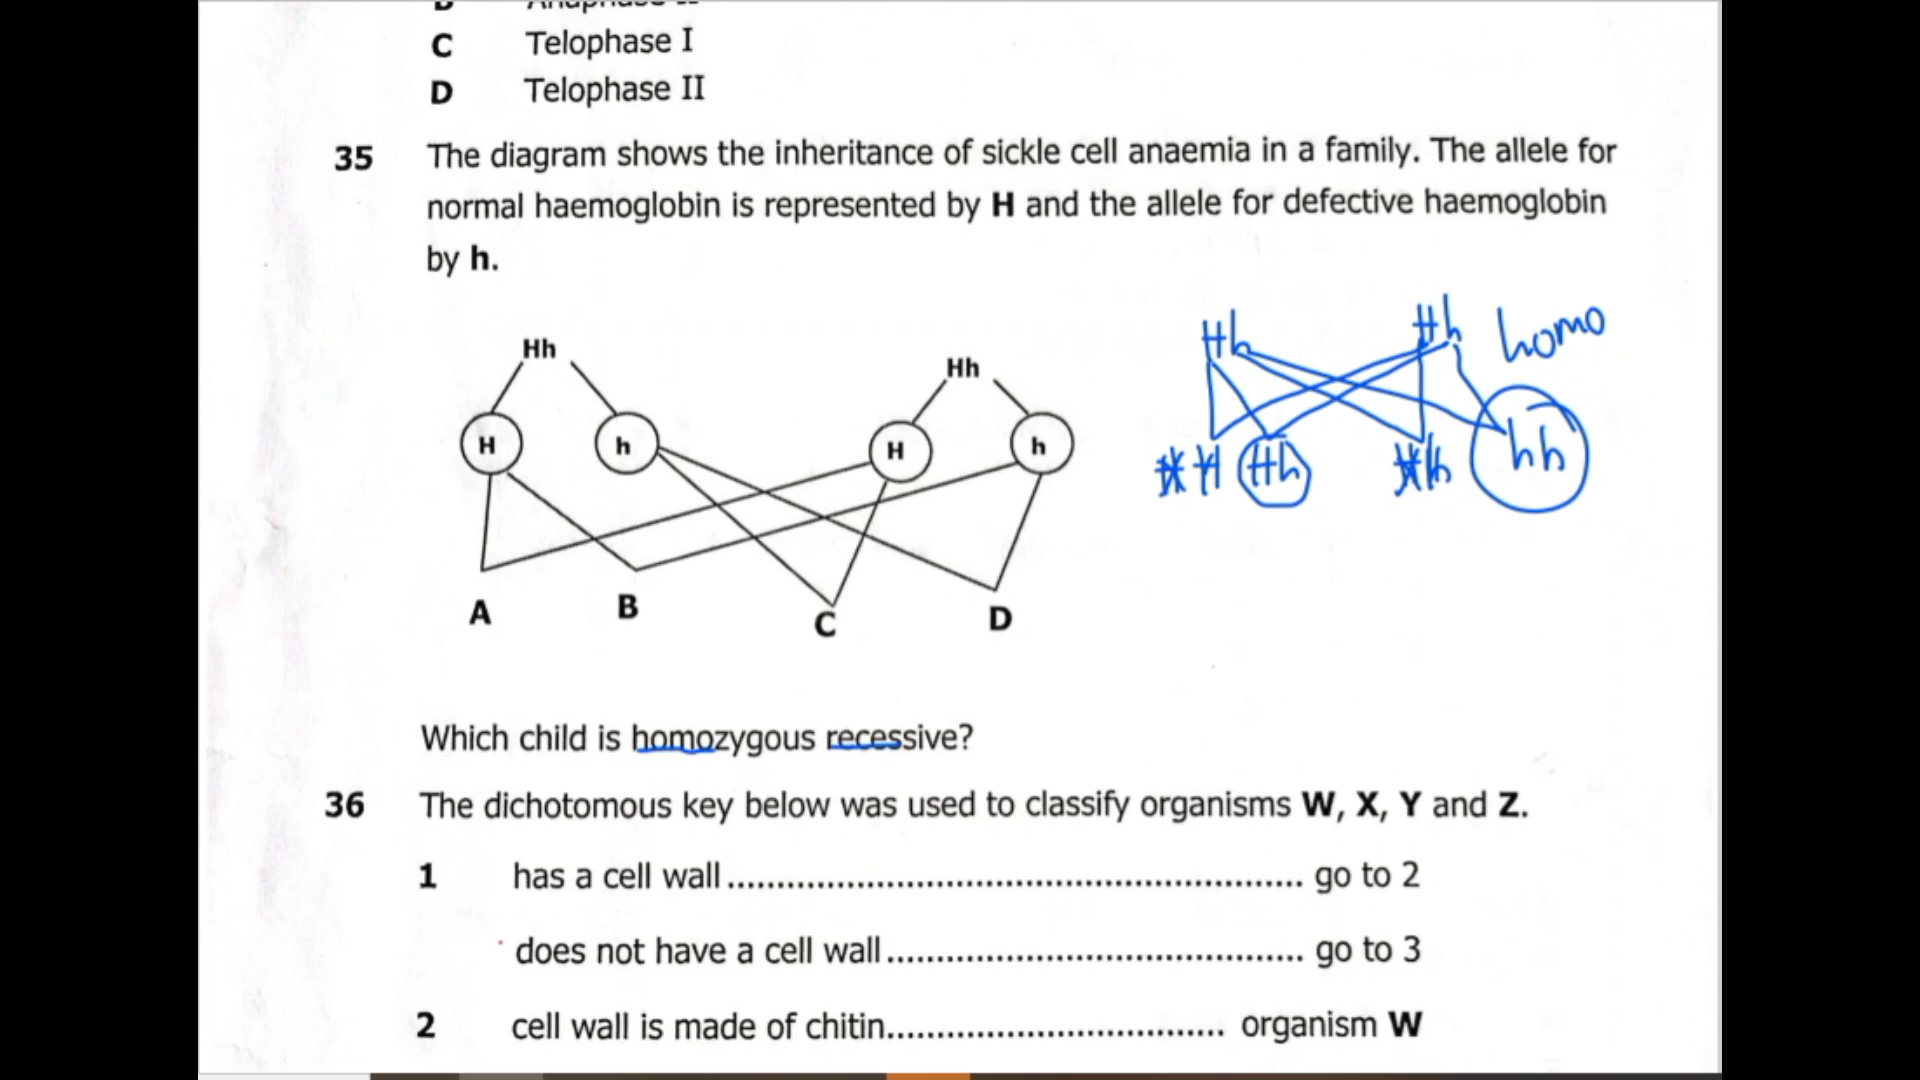 C Telophase I
D Telophase II
35 The diagram shows the inheritance of sickle cell anaemia in a family. The allele for
normal haemoglobin is represented by H and the allele for defective haemoglobin
by h.
Hh Hh
H h H h
A B C D
Hh Hh homo
Hh hh
Which child is homozygous recessive?
36 The dichotomous key below was used to classify organisms W, X, Y and Z.
1 has a cell wall ........................................................... go to 2
does not have a cell wall .......................................... go to 3
2 cell wall is made of chitin.................................. organism W